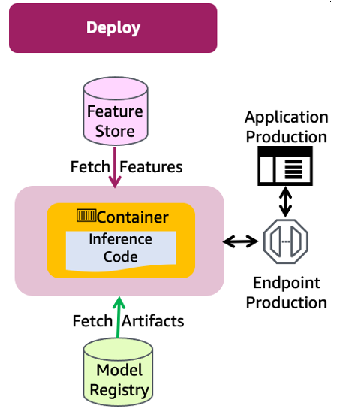 Deploy
Feature
Store
Fetch Features
Application
Production
Container
Inference
Code
Endpoint
Production
Fetch Artifacts
Model
Registry